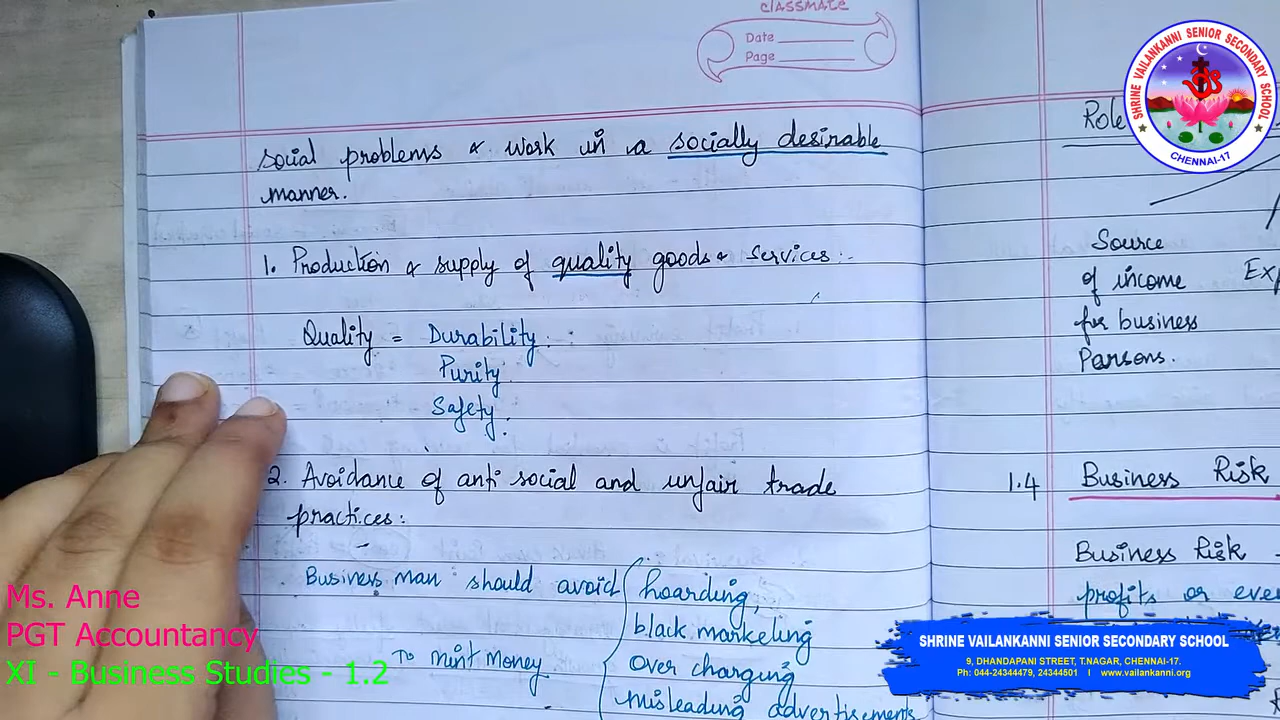 classmate
Date
Page
social problems & work in a socially desirable
manner.
1. Production & supply of quality goods & Services :-
Quality = Durability.
Purity.
Safety.
2. Avoidance of anti social and unfair trade
practices:
Business man should avoid
hoarding,
black marketing
To mint money
over charging
misleading advertisements
Role
Source
of income
for business
Parsons.
Exp
1.4 Business Risk
Business Risk -
profits or eve
SHRINE VAILANKANNI SENIOR SECONDARY SCHOOL
CHENNAI-17
Ms. Anne
PGT Accountancy
XI - Business Studies - 1.2
SHRINE VAILANKANNI SENIOR SECONDARY SCHOOL
9, DHANDAPANI STREET, T.NAGAR, CHENNAI-17.
Ph: 044-24344479, 24344501 I www.vailankanni.org